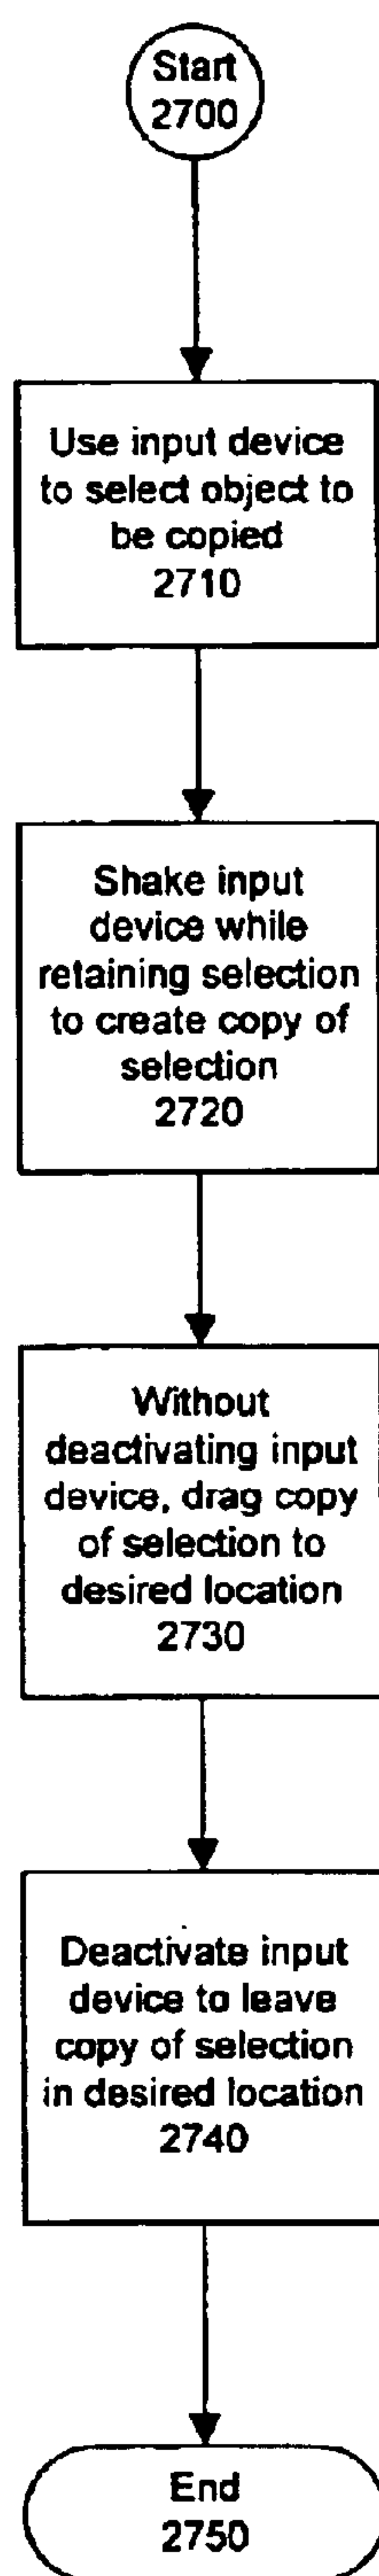 Start
2700
Use input device
to select object to
be copied
2710
Shake input
device while
retaining selection
to create copy of
selection
2720
Without
deactivating input
device, drag copy
of selection to
desired location
2730
Deactivate input
device to leave
copy of selection
in desired location
2740
End
2750